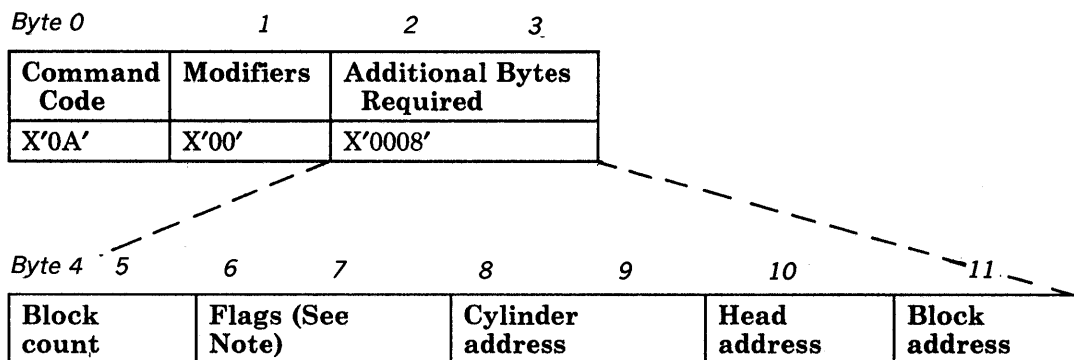 Byte 0 1 2 3
Command Modifiers Additional Bytes
Code Required
X'0A' X'00' X'0008'
Byte 4 5 6 7 8 9 10 11
Block Flags (See Cylinder Head Block
count Note) address address address